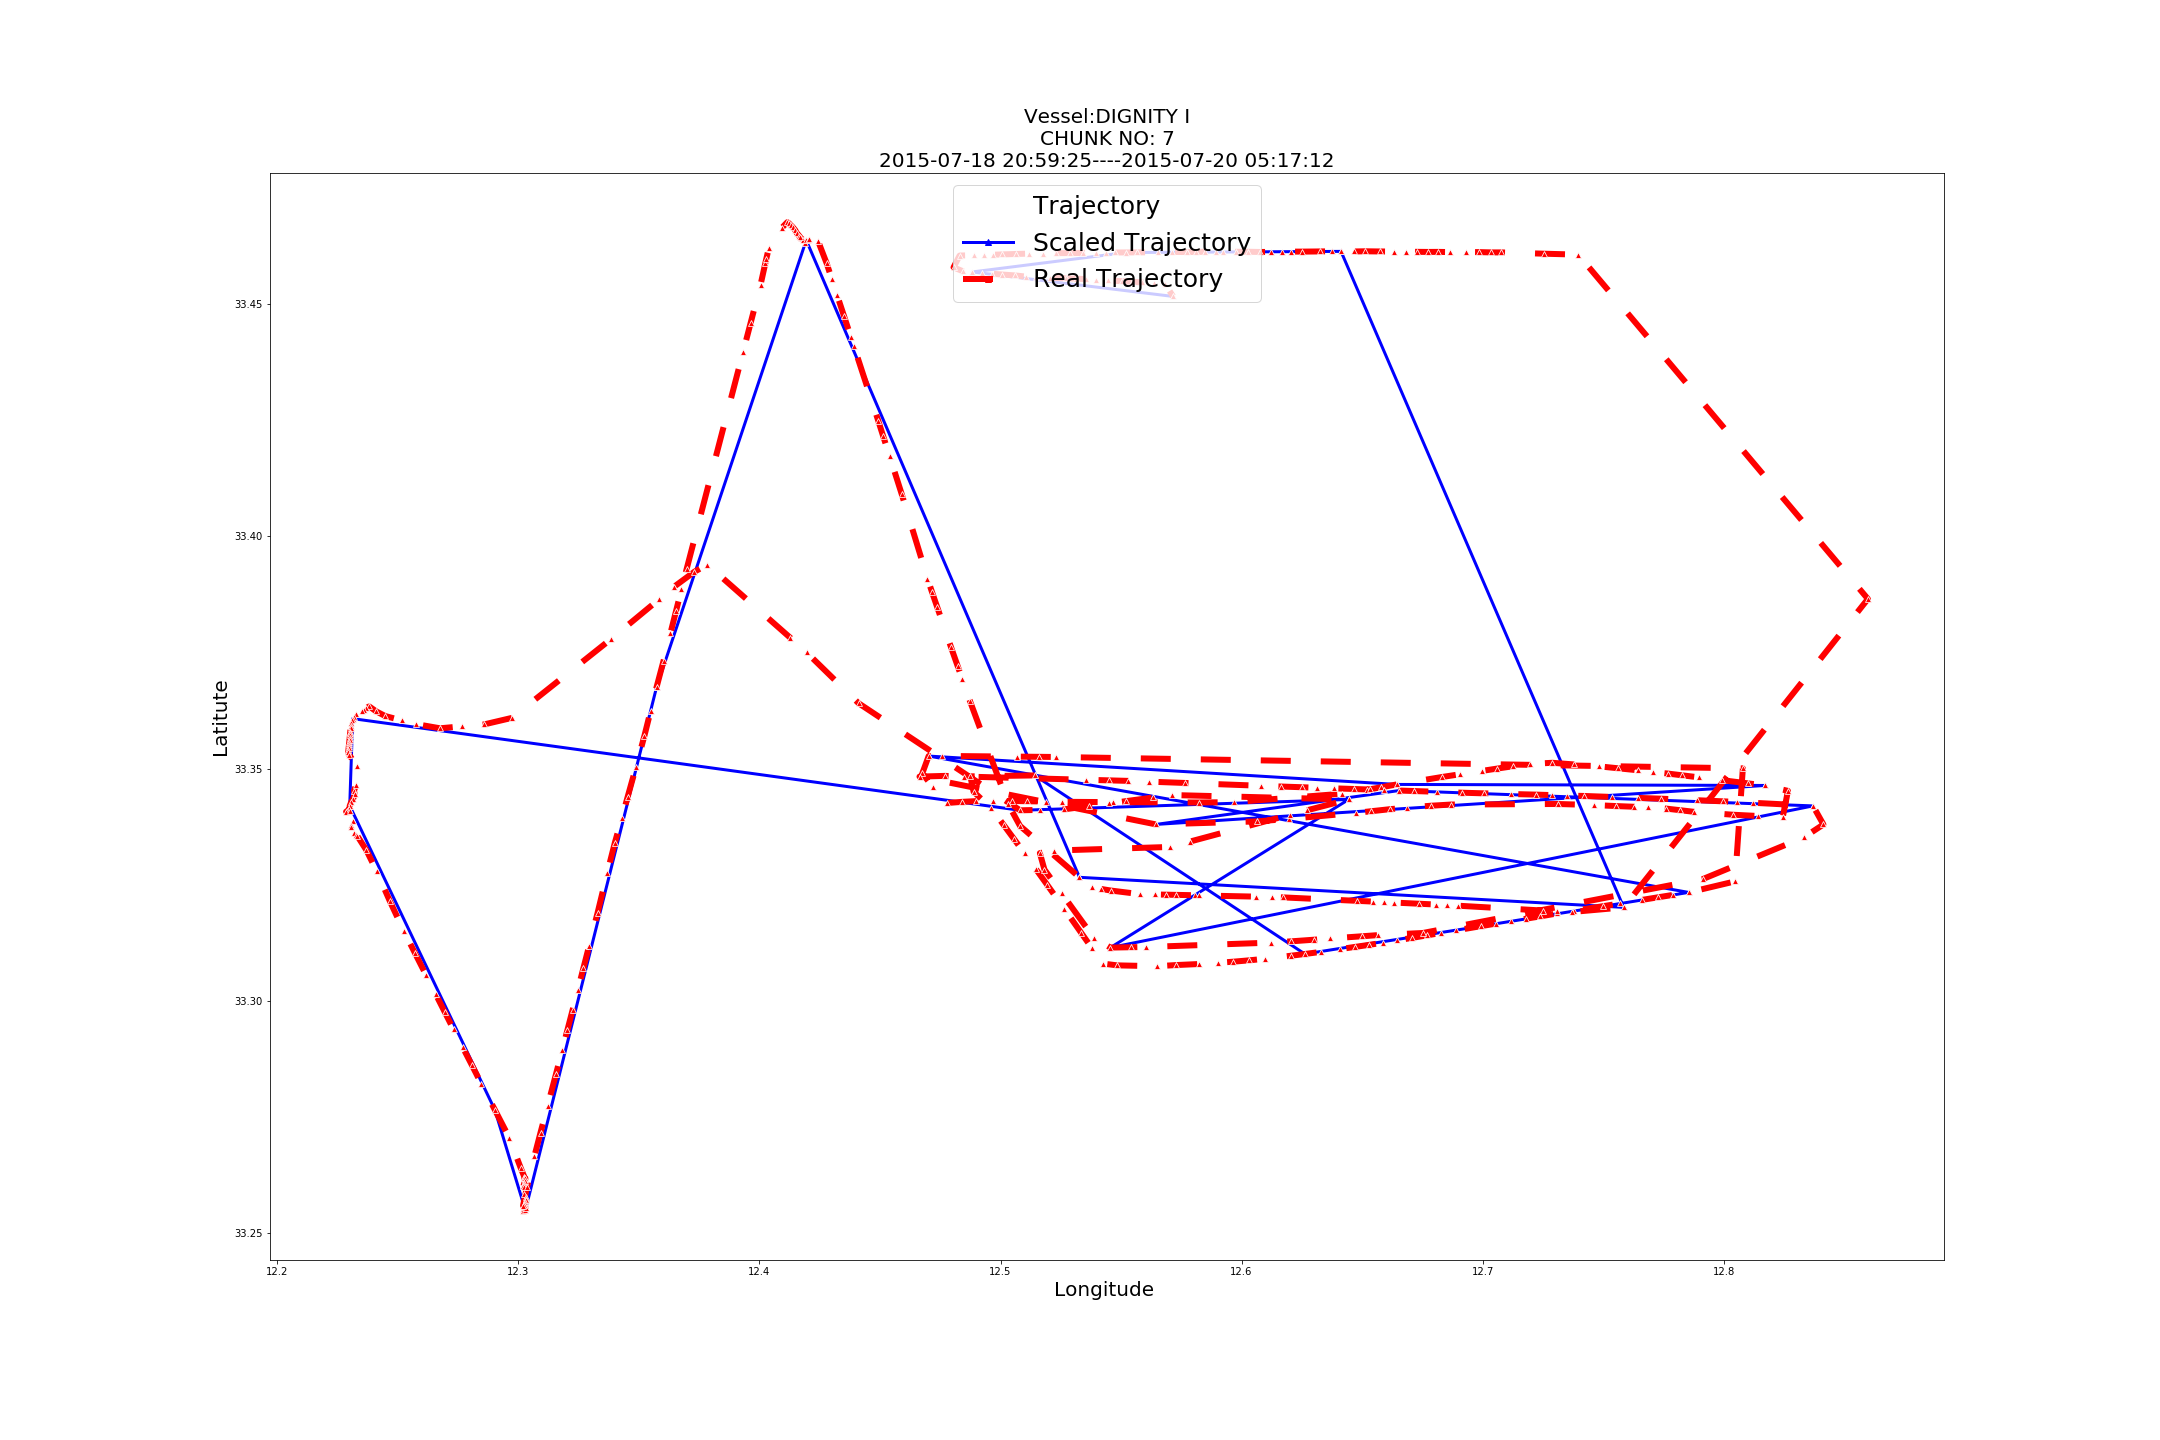 Vessel:DIGNITY I
CHUNK NO: 7
2015-07-18 20:59:25----2015-07-20 05:17:12
Trajectory
Scaled Trajectory
Real Trajectory
33.45
33.40
33.35
33.30
33.25
Latitute
12.2 12.3 12.4 12.5 12.6 12.7 12.8
Longitude